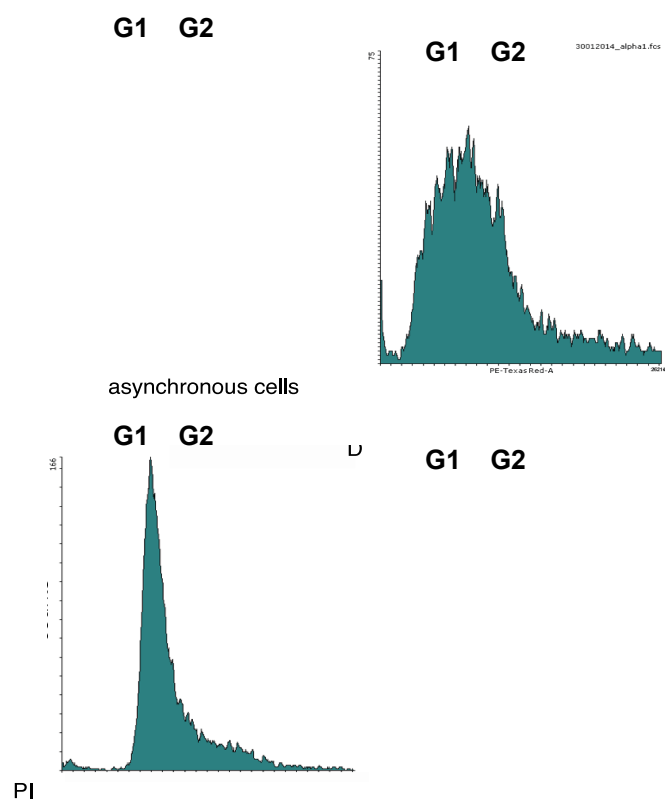 G1 G2
G1 G2
30012014_alpha1.fcs
75
PE-Texas Red-A
asynchronous cells
G1 G2
166
G1 G2
PI